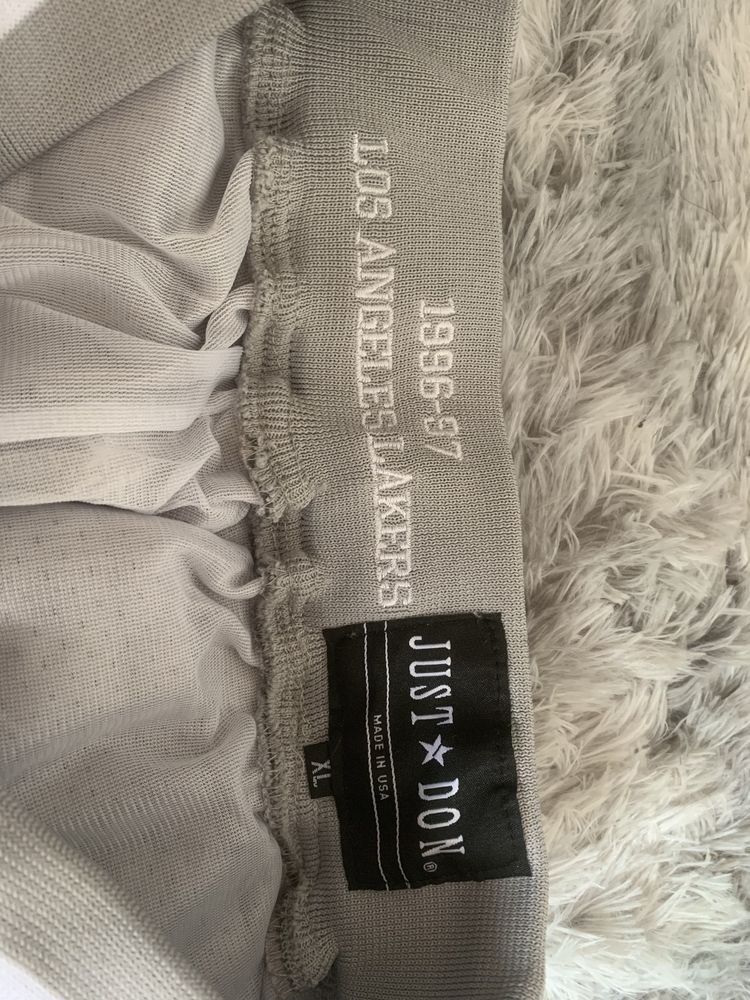 1996-97
LOS ANGELES LAKERS
JUST ★ DON®
MADE IN USA
XL